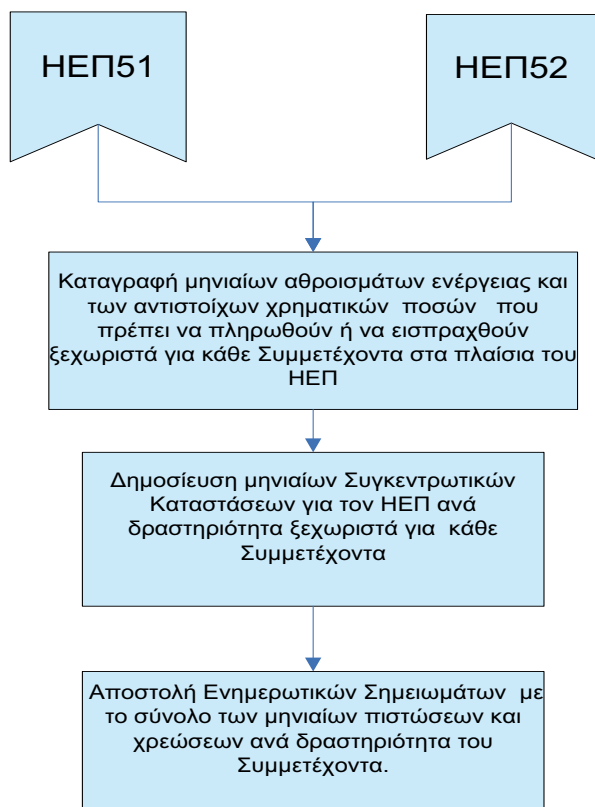 ΗΕΠ51
ΗΕΠ52
Καταγραφή μηνιαίων αθροισμάτων ενέργειας και
των αντιστοίχων χρηματικών ποσών που
πρέπει να πληρωθούν ή να εισπραχθούν
ξεχωριστά για κάθε Συμμετέχοντα στα πλαίσια του
ΗΕΠ
Δημοσίευση μηνιαίων Συγκεντρωτικών
Καταστάσεων για τον ΗΕΠ ανά
δραστηριότητα ξεχωριστά για κάθε
Συμμετέχοντα
Αποστολή Ενημερωτικών Σημειωμάτων με
το σύνολο των μηνιαίων πιστώσεων και
χρεώσεων ανά δραστηριότητα του
Συμμετέχοντα.